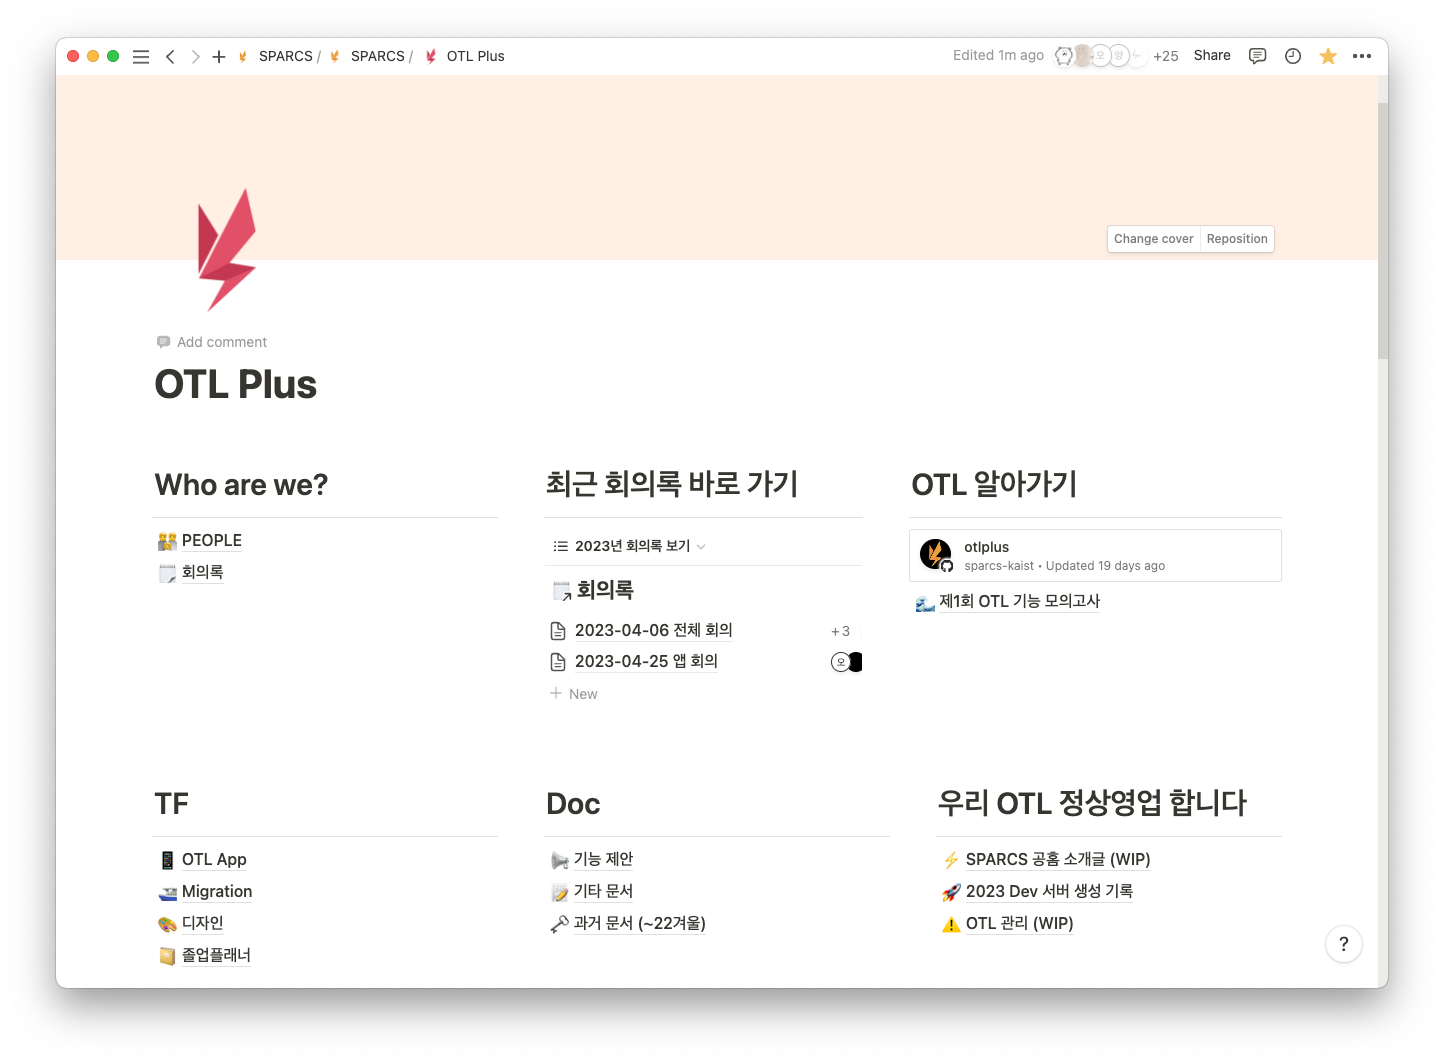 SPARCS / SPARCS / OTL Plus
Edited 1m ago
오 양 +25 Share
Change cover Reposition
Add comment
OTL Plus
Who are we?
PEOPLE
회의록
최근 회의록 바로 가기
2023년 회의록 보기
회의록
2023-04-06 전체 회의 +3
2023-04-25 앱 회의 오
New
OTL 알아가기
otlplus
sparcs-kaist • Updated 19 days ago
제1회 OTL 기능 모의고사
TF
OTL App
Migration
디자인
졸업플래너
Doc
기능 제안
기타 문서
과거 문서 (~22겨울)
우리 OTL 정상영업 합니다
SPARCS 공홈 소개글 (WIP)
2023 Dev 서버 생성 기록
OTL 관리 (WIP)
?